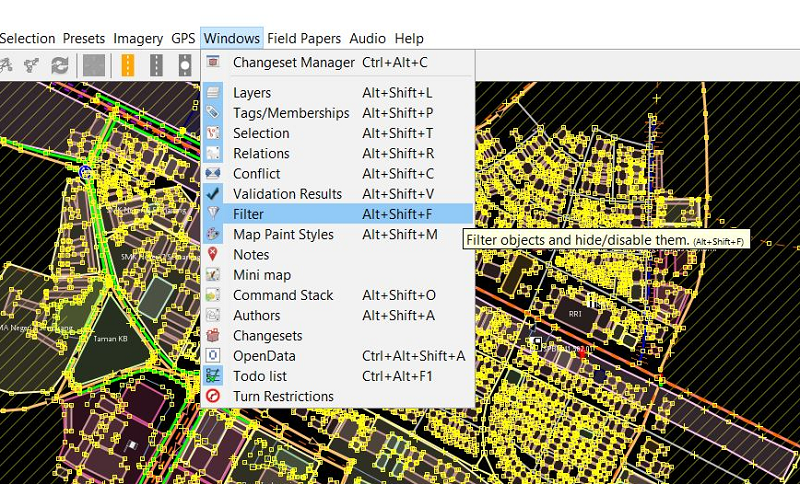 Selection Presets Imagery GPS Windows Field Papers Audio Help
Changeset Manager Ctrl+Alt+C
Layers Alt+Shift+L
Tags/Memberships Alt+Shift+P
Selection Alt+Shift+T
Relations Alt+Shift+R
Conflict Alt+Shift+C
Validation Results Alt+Shift+V
Filter Alt+Shift+F
Map Paint Styles Alt+Shift+M
Filter objects and hide/disable them. (Alt+Shift+F)
Notes
Mini map
Command Stack Alt+Shift+O
Authors Alt+Shift+A
Changesets
OpenData Ctrl+Alt+Shift+A
Todo list Ctrl+Alt+F1
Turn Restrictions
SMK
MA Neger
Taman KB
RR1